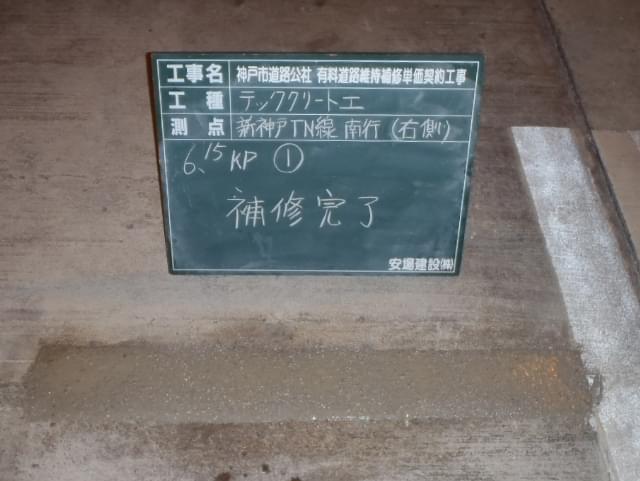 工事名 神戸市道路公社 有料道路維持補修単価契約工事
工種 テッククリート工
測点 新神戸TN線 南行 (右側)
6.15KP ①
補修完了
安場建設㈱